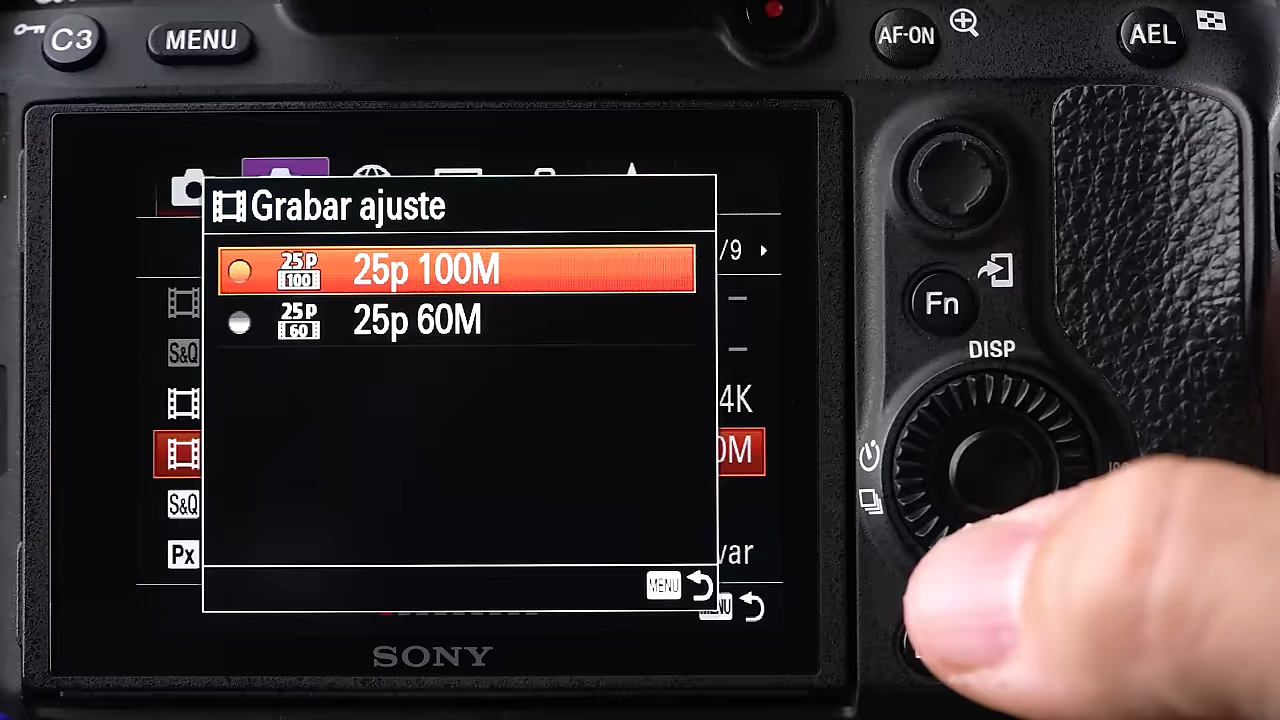 C3
MENU
AF-ON
AEL
Grabar ajuste
/9
25P
100
25p 100M
25P
60
25p 60M
S&Q
4K
0M
S&Q
Px
var
MENU
NU
Fn
DISP
SONY